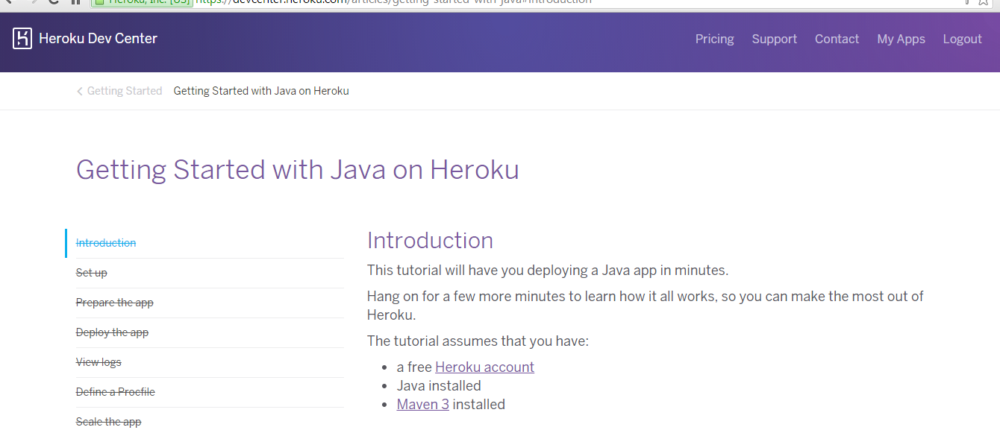 Heroku, Inc. [US] https://devcenter.heroku.com/articles/getting-started-with-java#introduction
Heroku Dev Center
Pricing Support Contact My Apps Logout
Getting Started Getting Started with Java on Heroku
Getting Started with Java on Heroku
Introduction
Set up
Prepare the app
Deploy the app
View logs
Define a Procfile
Scale the app
Introduction
This tutorial will have you deploying a Java app in minutes.
Hang on for a few more minutes to learn how it all works, so you can make the most out of
Heroku.
The tutorial assumes that you have:
• a free Heroku account
• Java installed
• Maven 3 installed